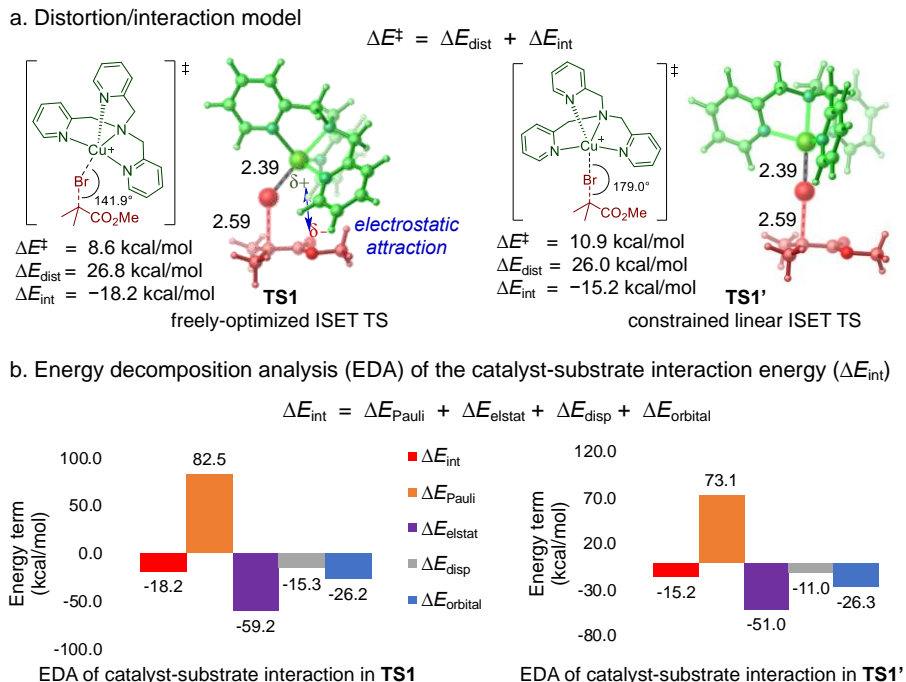 a. Distortion/interaction model
ΔE‡ = ΔEdist + ΔEint
‡
N
N
N
N
Cu+
Br
141.9°
CO2Me
2.39
2.59
δ+
δ-
electrostatic
attraction
ΔE‡ = 8.6 kcal/mol
ΔEdist = 26.8 kcal/mol
ΔEint = −18.2 kcal/mol
TS1
freely-optimized ISET TS
‡
N
N
N
N
Cu+
Br
179.0°
CO2Me
2.39
2.59
ΔE‡ = 10.9 kcal/mol
ΔEdist = 26.0 kcal/mol
ΔEint = −15.2 kcal/mol
TS1'
constrained linear ISET TS
b. Energy decomposition analysis (EDA) of the catalyst-substrate interaction energy (ΔEint)
ΔEint = ΔEPauli + ΔEelstat + ΔEdisp + ΔEorbital
Energy term
(kcal/mol)
100.0
50.0
0.0
-50.0
-100.0
82.5
-18.2
-59.2
-15.3
-26.2
EDA of catalyst-substrate interaction in TS1
ΔEint
ΔEPauli
ΔEelstat
ΔEdisp
ΔEorbital
Energy term
(kcal/mol)
120.0
70.0
20.0
-30.0
-80.0
73.1
-15.2
-51.0
-11.0
-26.3
EDA of catalyst-substrate interaction in TS1'